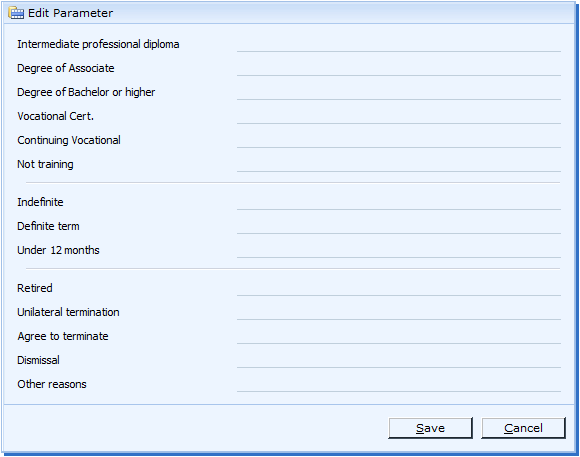 Edit Parameter
Intermediate professional diploma
Degree of Associate
Degree of Bachelor or higher
Vocational Cert.
Continuing Vocational
Not training
Indefinite
Definite term
Under 12 months
Retired
Unilateral termination
Agree to terminate
Dismissal
Other reasons
Save Cancel